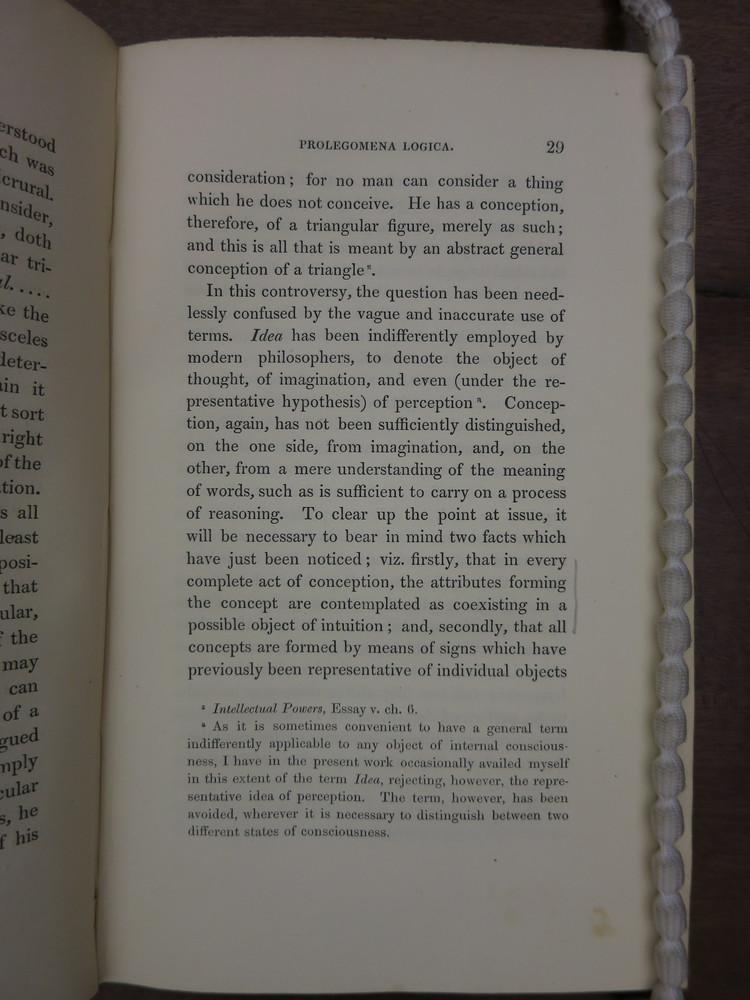 erstood
ch was
crural.
nsider,
, doth
ar tri-
al. ....
ke the
sceles
deter-
ain it
t sort
right
of the
tion.
s all
least
posi-
that
ular,
f the
may
can
of a
gued
mply
cular
s, he
f his
PROLEGOMENA LOGICA. 29
consideration; for no man can consider a thing
which he does not conceive. He has a conception,
therefore, of a triangular figure, merely as such;
and this is all that is meant by an abstract general
conception of a triangle z.
In this controversy, the question has been need-
lessly confused by the vague and inaccurate use of
terms. Idea has been indifferently employed by
modern philosophers, to denote the object of
thought, of imagination, and even (under the re-
presentative hypothesis) of perception a. Concep-
tion, again, has not been sufficiently distinguished,
on the one side, from imagination, and, on the
other, from a mere understanding of the meaning
of words, such as is sufficient to carry on a process
of reasoning. To clear up the point at issue, it
will be necessary to bear in mind two facts which
have just been noticed; viz. firstly, that in every
complete act of conception, the attributes forming
the concept are contemplated as coexisting in a
possible object of intuition; and, secondly, that all
concepts are formed by means of signs which have
previously been representative of individual objects
z Intellectual Powers, Essay v. ch. 6.
a As it is sometimes convenient to have a general term
indifferently applicable to any object of internal conscious-
ness, I have in the present work occasionally availed myself
in this extent of the term Idea, rejecting, however, the repre-
sentative idea of perception. The term, however, has been
avoided, wherever it is necessary to distinguish between two
different states of consciousness.